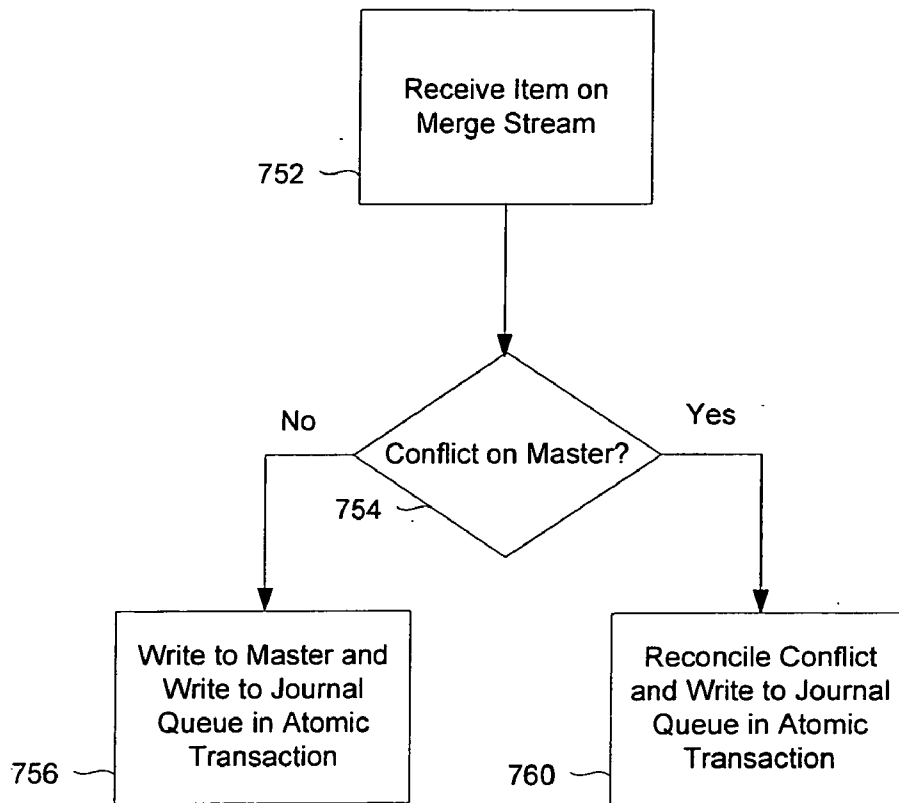 Receive Item on
Merge Stream
752
No
Yes
Conflict on Master?
754
Write to Master and
Write to Journal
Queue in Atomic
Transaction
756
Reconcile Conflict
and Write to Journal
Queue in Atomic
Transaction
760